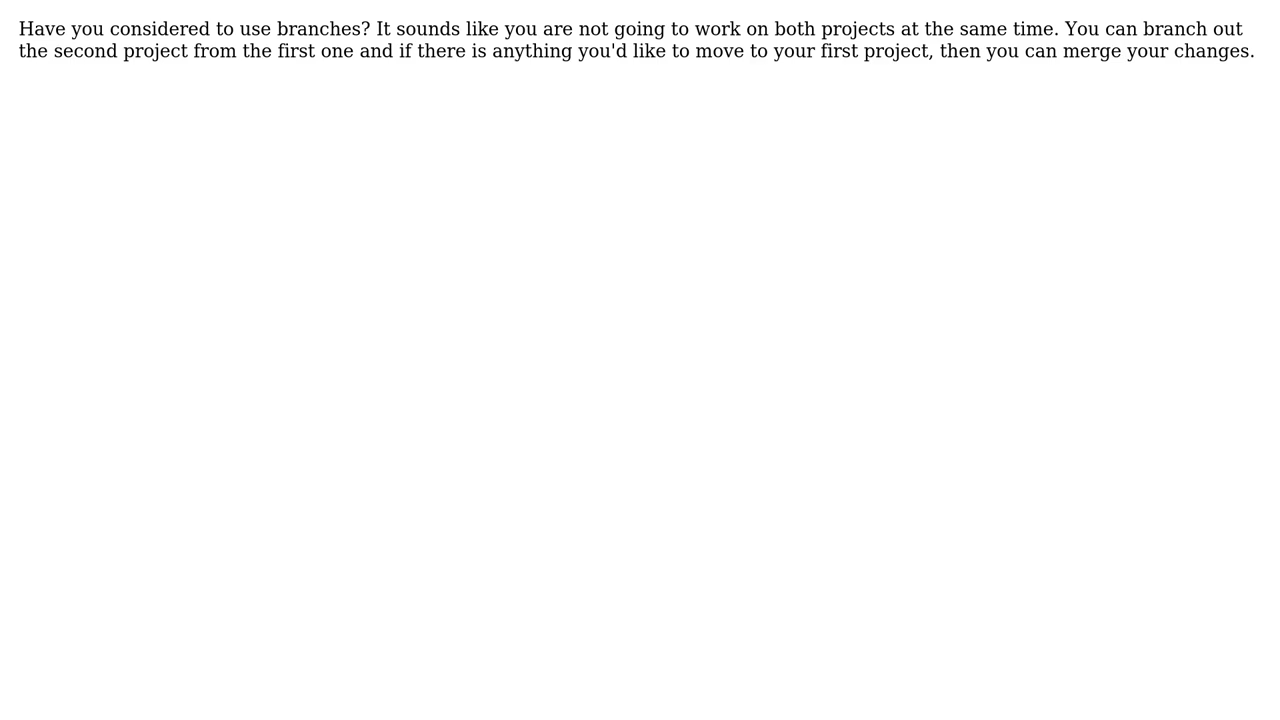 Have you considered to use branches? It sounds like you are not going to work on both projects at the same time. You can branch out
the second project from the first one and if there is anything you'd like to move to your first project, then you can merge your changes.